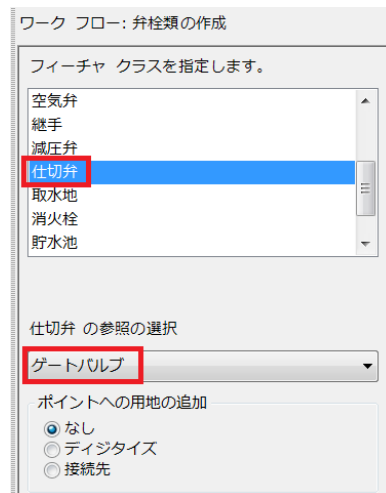 ワーク フロー: 弁栓類の作成
フィーチャ クラスを指定します。
空気弁
継手
減圧弁
仕切弁
取水地
消火栓
貯水池
仕切弁 の参照の選択
ゲートバルブ
ポイントへの用地の追加
なし
ディジタイズ
接続先